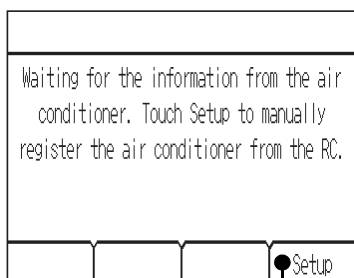 Waiting for the information from the air
conditioner. Touch Setup to manually
register the air conditioner from the RC.
Setup